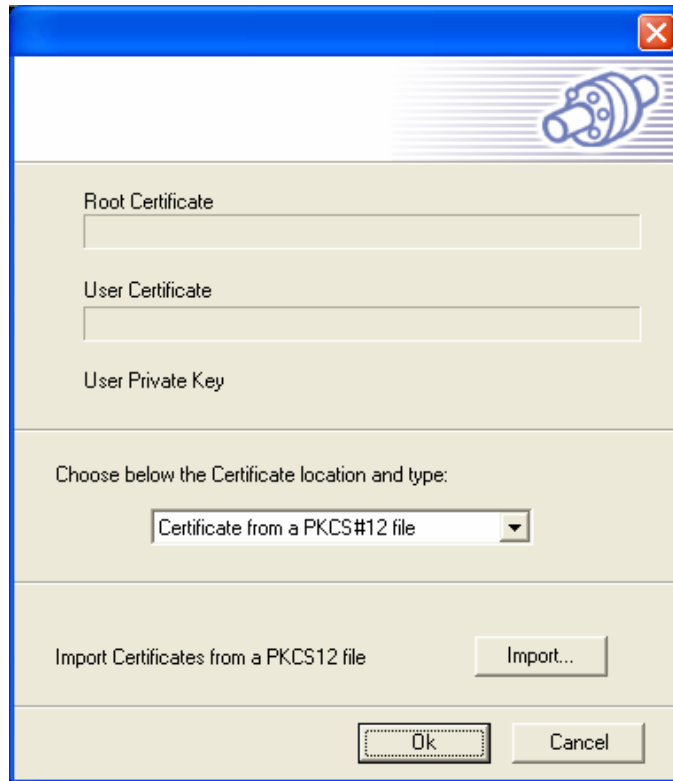 Root Certificate
User Certificate
User Private Key
Choose below the Certificate location and type:
Certificate from a PKCS#12 file
Import Certificates from a PKCS12 file
Import...
Ok
Cancel